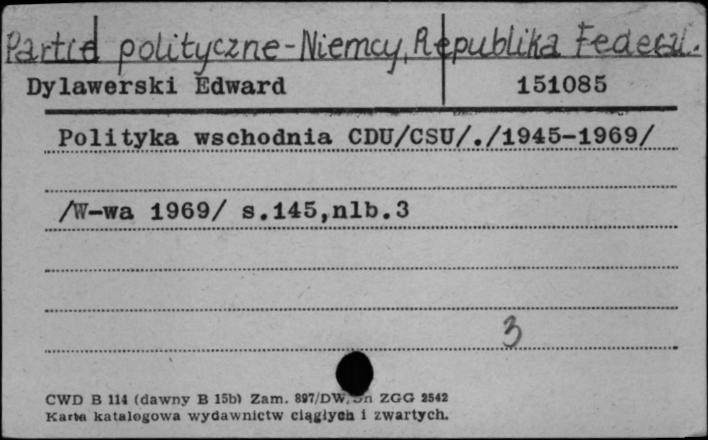 Partie polityczne-Niemcy, Republika Federal.
Dylawerski Edward 151085
Polityka wschodnia CDU/CSU/./1945-1969/
/W-wa 1969/ s.145,nlb.3
3
CWD B 114 (dawny B 15b) Zam. 897/DW, ZGG 2542
Karta katalogowa wydawnictw ciągłych i zwartych.